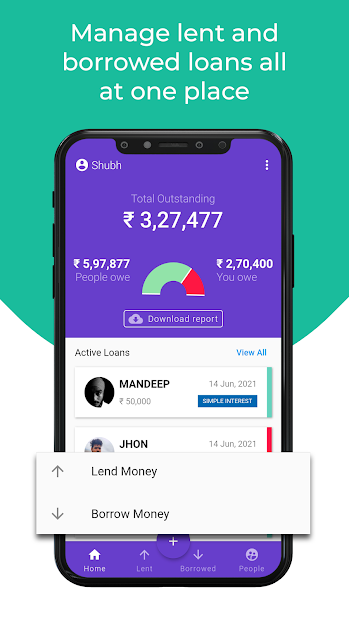 Manage lent and
borrowed loans all
at one place
Shubh
Total Outstanding
₹ 3,27,477
₹ 5,97,877
People owe
₹ 2,70,400
You owe
Download report
Active Loans
View All
MANDEEP
14 Jun, 2021
₹ 50,000
SIMPLE INTEREST
JHON
14 Jun, 2021
Lend Money
Borrow Money
+
Home
Lent
Borrowed
People